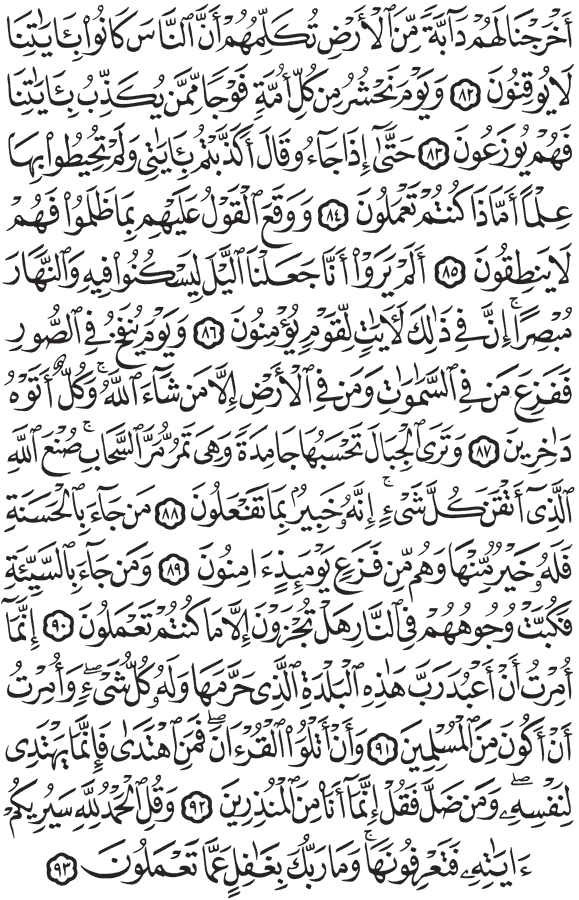 أَخْرَجْنَا لَهُمْ دَآبَّةً مِّنَ ٱلْأَرْضِ تُكَلِّمُهُمْ أَنَّ ٱلنَّاسَ كَانُوا۟ بِـَٔايَـٰتِنَا
لَا يُوقِنُونَ ٨٢ وَيَوْمَ نَحْشُرُ مِن كُلِّ أُمَّةٍ فَوْجًا مِّمَّن يُكَذِّبُ بِـَٔايَـٰتِنَا
فَهُمْ يُوزَعُونَ ٨٣ حَتَّىٰٓ إِذَا جَآءُو قَالَ أَكَذَّبْتُم بِـَٔايَـٰتِى وَلَمْ تُحِيطُوا۟ بِهَا
عِلْمًا أَمَّاذَا كُنتُمْ تَعْمَلُونَ ٨٤ وَوَقَعَ ٱلْقَوْلُ عَلَيْهِم بِمَا ظَلَمُوا۟ فَهُمْ
لَا يَنطِقُونَ ٨٥ أَلَمْ يَرَوْا۟ أَنَّا جَعَلْنَا ٱلَّيْلَ لِيَسْكُنُوا۟ فِيهِ وَٱلنَّهَارَ
مُبْصِرًا ۚ إِنَّ فِى ذَٰلِكَ لَـَٔايَـٰتٍ لِّقَوْمٍ يُؤْمِنُونَ ٨٦ وَيَوْمَ يُنفَخُ فِى ٱلصُّورِ
فَفَزِعَ مَن فِى ٱلسَّمَـٰوَٰتِ وَمَن فِى ٱلْأَرْضِ إِلَّا مَن شَآءَ ٱللَّهُ ۚ وَكُلٌّ أَتَوْهُ
دَٰخِرِينَ ٨٧ وَتَرَى ٱلْجِبَالَ تَحْسَبُهَا جَامِدَةً وَهِىَ تَمُرُّ مَرَّ ٱلسَّحَابِ ۚ صُنْعَ ٱللَّهِ
ٱلَّذِىٓ أَتْقَنَ كُلَّ شَىْءٍ ۚ إِنَّهُۥ خَبِيرٌۢ بِمَا تَفْعَلُونَ ٨٨ مَن جَآءَ بِٱلْحَسَنَةِ
فَلَهُۥ خَيْرٌ مِّنْهَا وَهُم مِّن فَزَعٍ يَوْمَئِذٍ ءَامِنُونَ ٨٩ وَمَن جَآءَ بِٱلسَّيِّئَةِ
فَكُبَّتْ وُجُوهُهُمْ فِى ٱلنَّارِ هَلْ تُجْزَوْنَ إِلَّا مَا كُنتُمْ تَعْمَلُونَ ٩٠ إِنَّمَآ
أُمِرْتُ أَنْ أَعْبُدَ رَبَّ هَـٰذِهِ ٱلْبَلْدَةِ ٱلَّذِى حَرَّمَهَا وَلَهُۥ كُلُّ شَىْءٍ ۖ وَأُمِرْتُ
أَنْ أَكُونَ مِنَ ٱلْمُسْلِمِينَ ٩١ وَأَنْ أَتْلُوَا۟ ٱلْقُرْءَانَ ۖ فَمَنِ ٱهْتَدَىٰ فَإِنَّمَا يَهْتَدِى
لِنَفْسِهِۦ ۖ وَمَن ضَلَّ فَقُلْ إِنَّمَآ أَنَا۠ مِنَ ٱلْمُنذِرِينَ ٩٢ وَقُلِ ٱلْحَمْدُ لِلَّهِ سَيُرِيكُمْ
ءَايَـٰتِهِۦ فَتَعْرِفُونَهَا ۚ وَمَا رَبُّكَ بِغَـٰفِلٍ عَمَّا تَعْمَلُونَ ٩٣